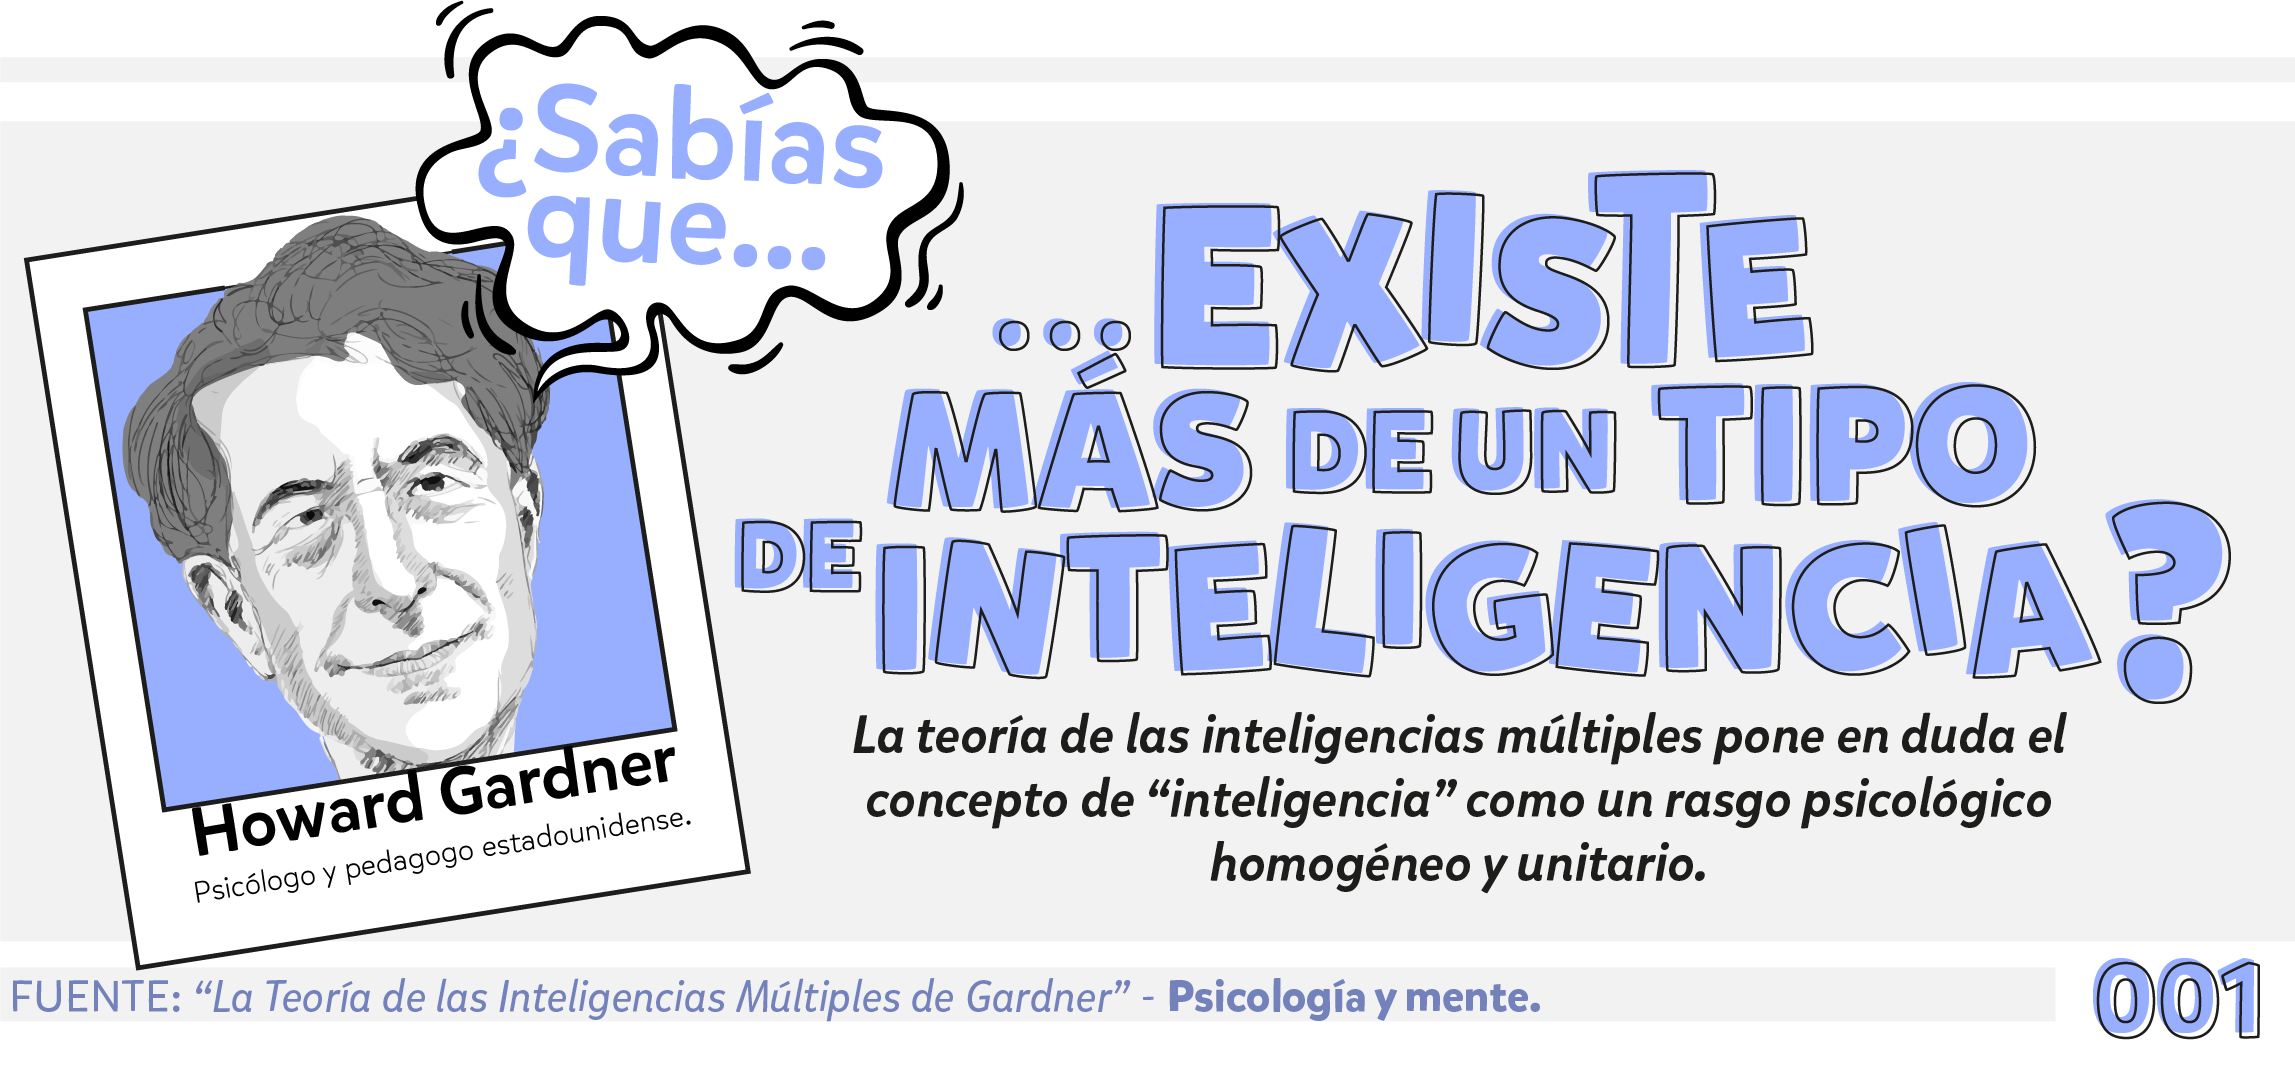 ¿Sabías
que...
...EXISTE
MÁS DE UN TIPO
DE INTELIGENCIA?
La teoría de las inteligencias múltiples pone en duda el
concepto de “inteligencia” como un rasgo psicológico
homogéneo y unitario.
Howard Gardner
Psicólogo y pedagogo estadounidense.
FUENTE: “La Teoría de las Inteligencias Múltiples de Gardner” - Psicología y mente.
001